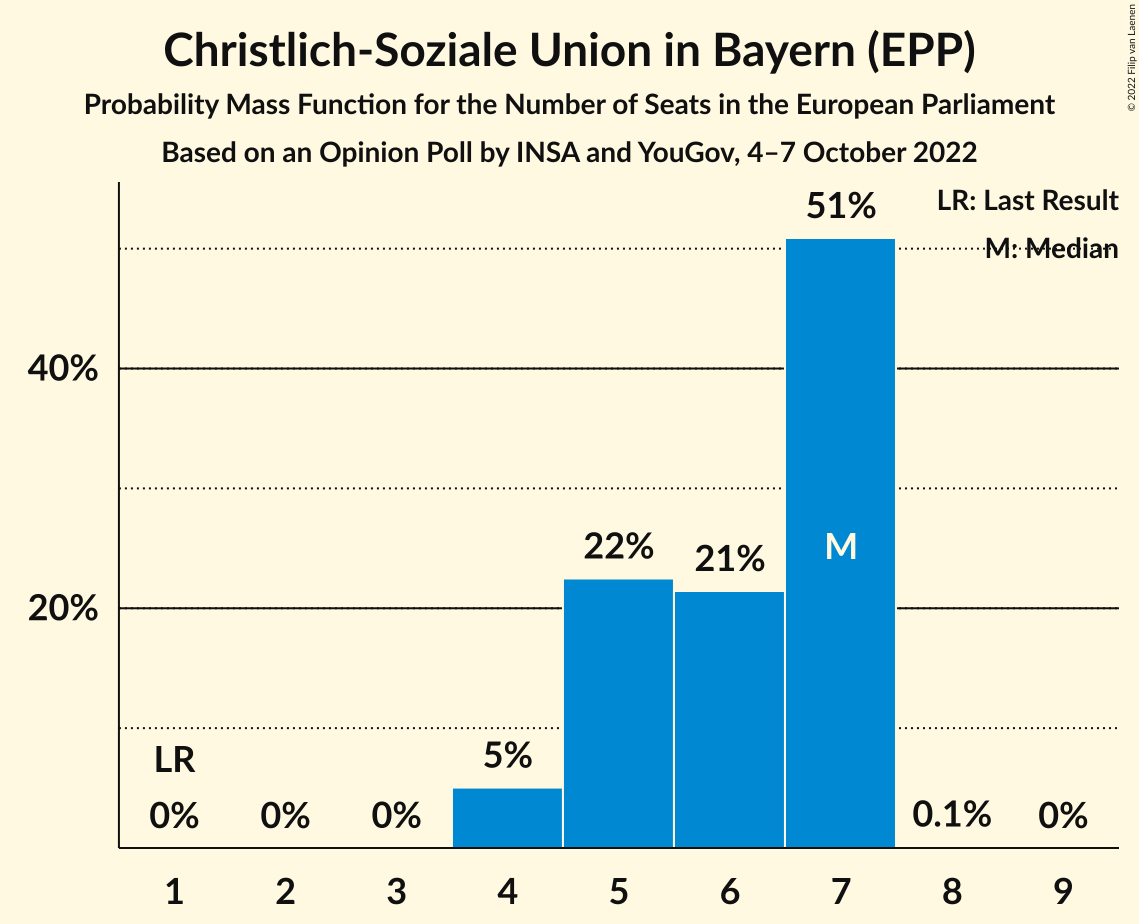 Christlich-Soziale Union in Bayern (EPP)
Probability Mass Function for the Number of Seats in the European Parliament
Based on an Opinion Poll by INSA and YouGov, 4–7 October 2022
© 2022 Filip van Laenen
LR: Last Result
M: Median
51%
40%
M
22%
21%
20%
LR
5%
0% 0% 0% 0.1% 0%
1 2 3 4 5 6 7 8 9